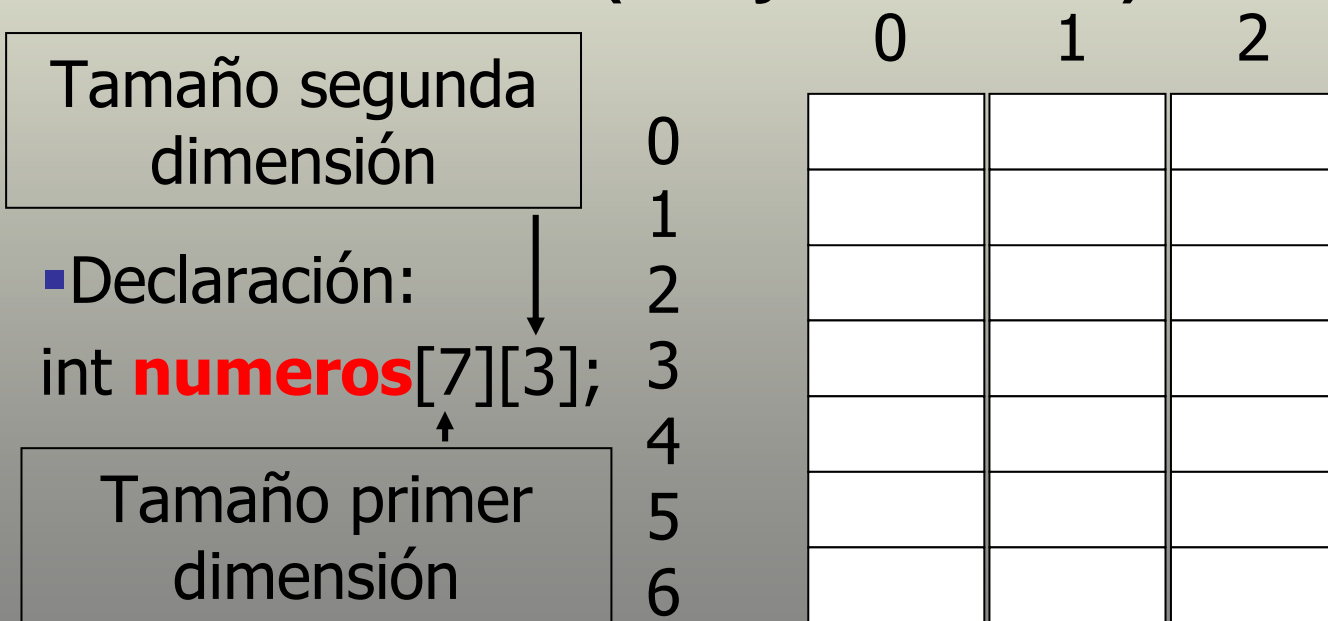 0 1 2
Tamaño segunda
dimensión
0
1
▪Declaración:
2
int numeros[7][3];
3
4
Tamaño primer
dimensión
5
6